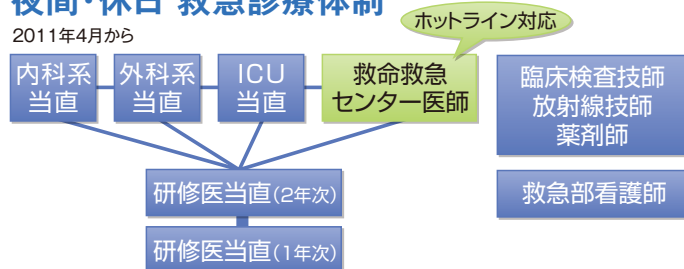 夜間・休日 救急診療体制
2011年4月から
ホットライン対応
内科系
当直
外科系
当直
ICU
当直
救命救急
センター医師
臨床検査技師
放射線技師
薬剤師
研修医当直(2年次)
救急部看護師
研修医当直(1年次)